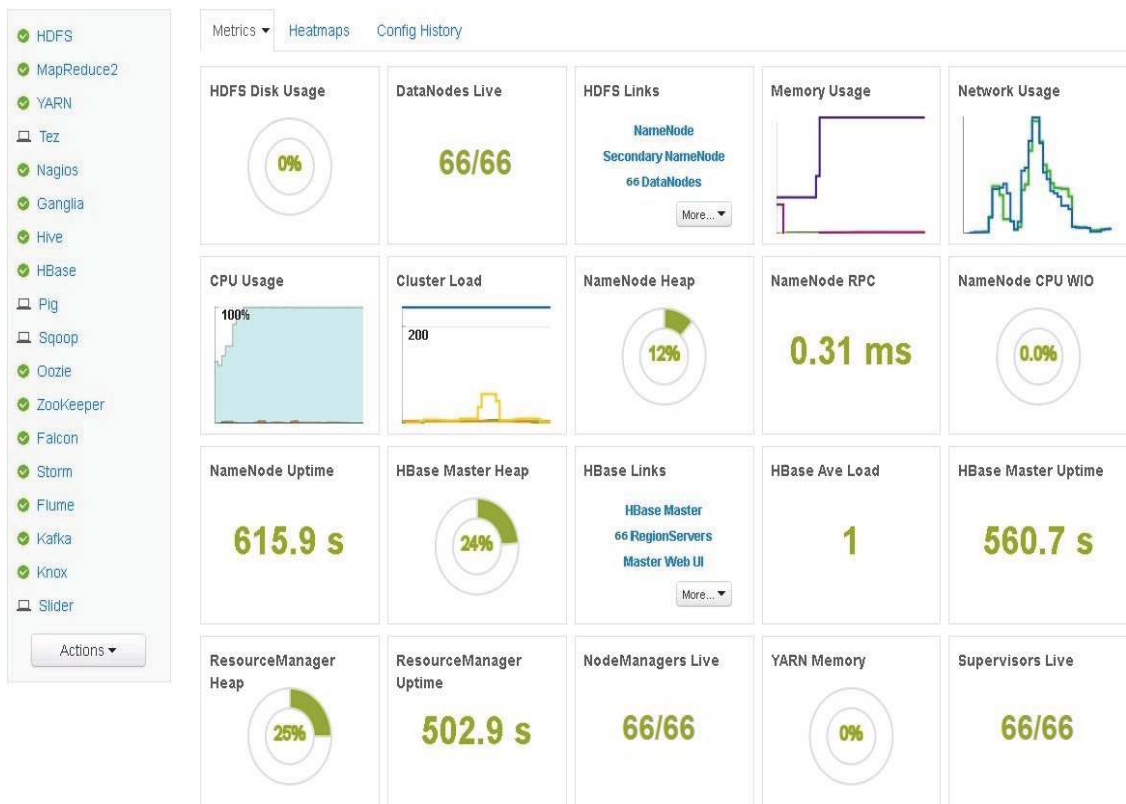 HDFS
MapReduce2
YARN
Tez
Nagios
Ganglia
Hive
HBase
Pig
Sqoop
Oozie
ZooKeeper
Falcon
Storm
Flume
Kafka
Knox
Slider
Actions
Metrics
Heatmaps
Config History
HDFS Disk Usage
0%
DataNodes Live
66/66
HDFS Links
NameNode
Secondary NameNode
66 DataNodes
More...
Memory Usage
Network Usage
CPU Usage
100%
Cluster Load
200
NameNode Heap
12%
NameNode RPC
0.31 ms
NameNode CPU WIO
0.0%
NameNode Uptime
615.9 s
HBase Master Heap
24%
HBase Links
HBase Master
66 RegionServers
Master Web UI
More...
HBase Ave Load
1
HBase Master Uptime
560.7 s
ResourceManager
Heap
25%
ResourceManager
Uptime
502.9 s
NodeManagers Live
66/66
YARN Memory
0%
Supervisors Live
66/66